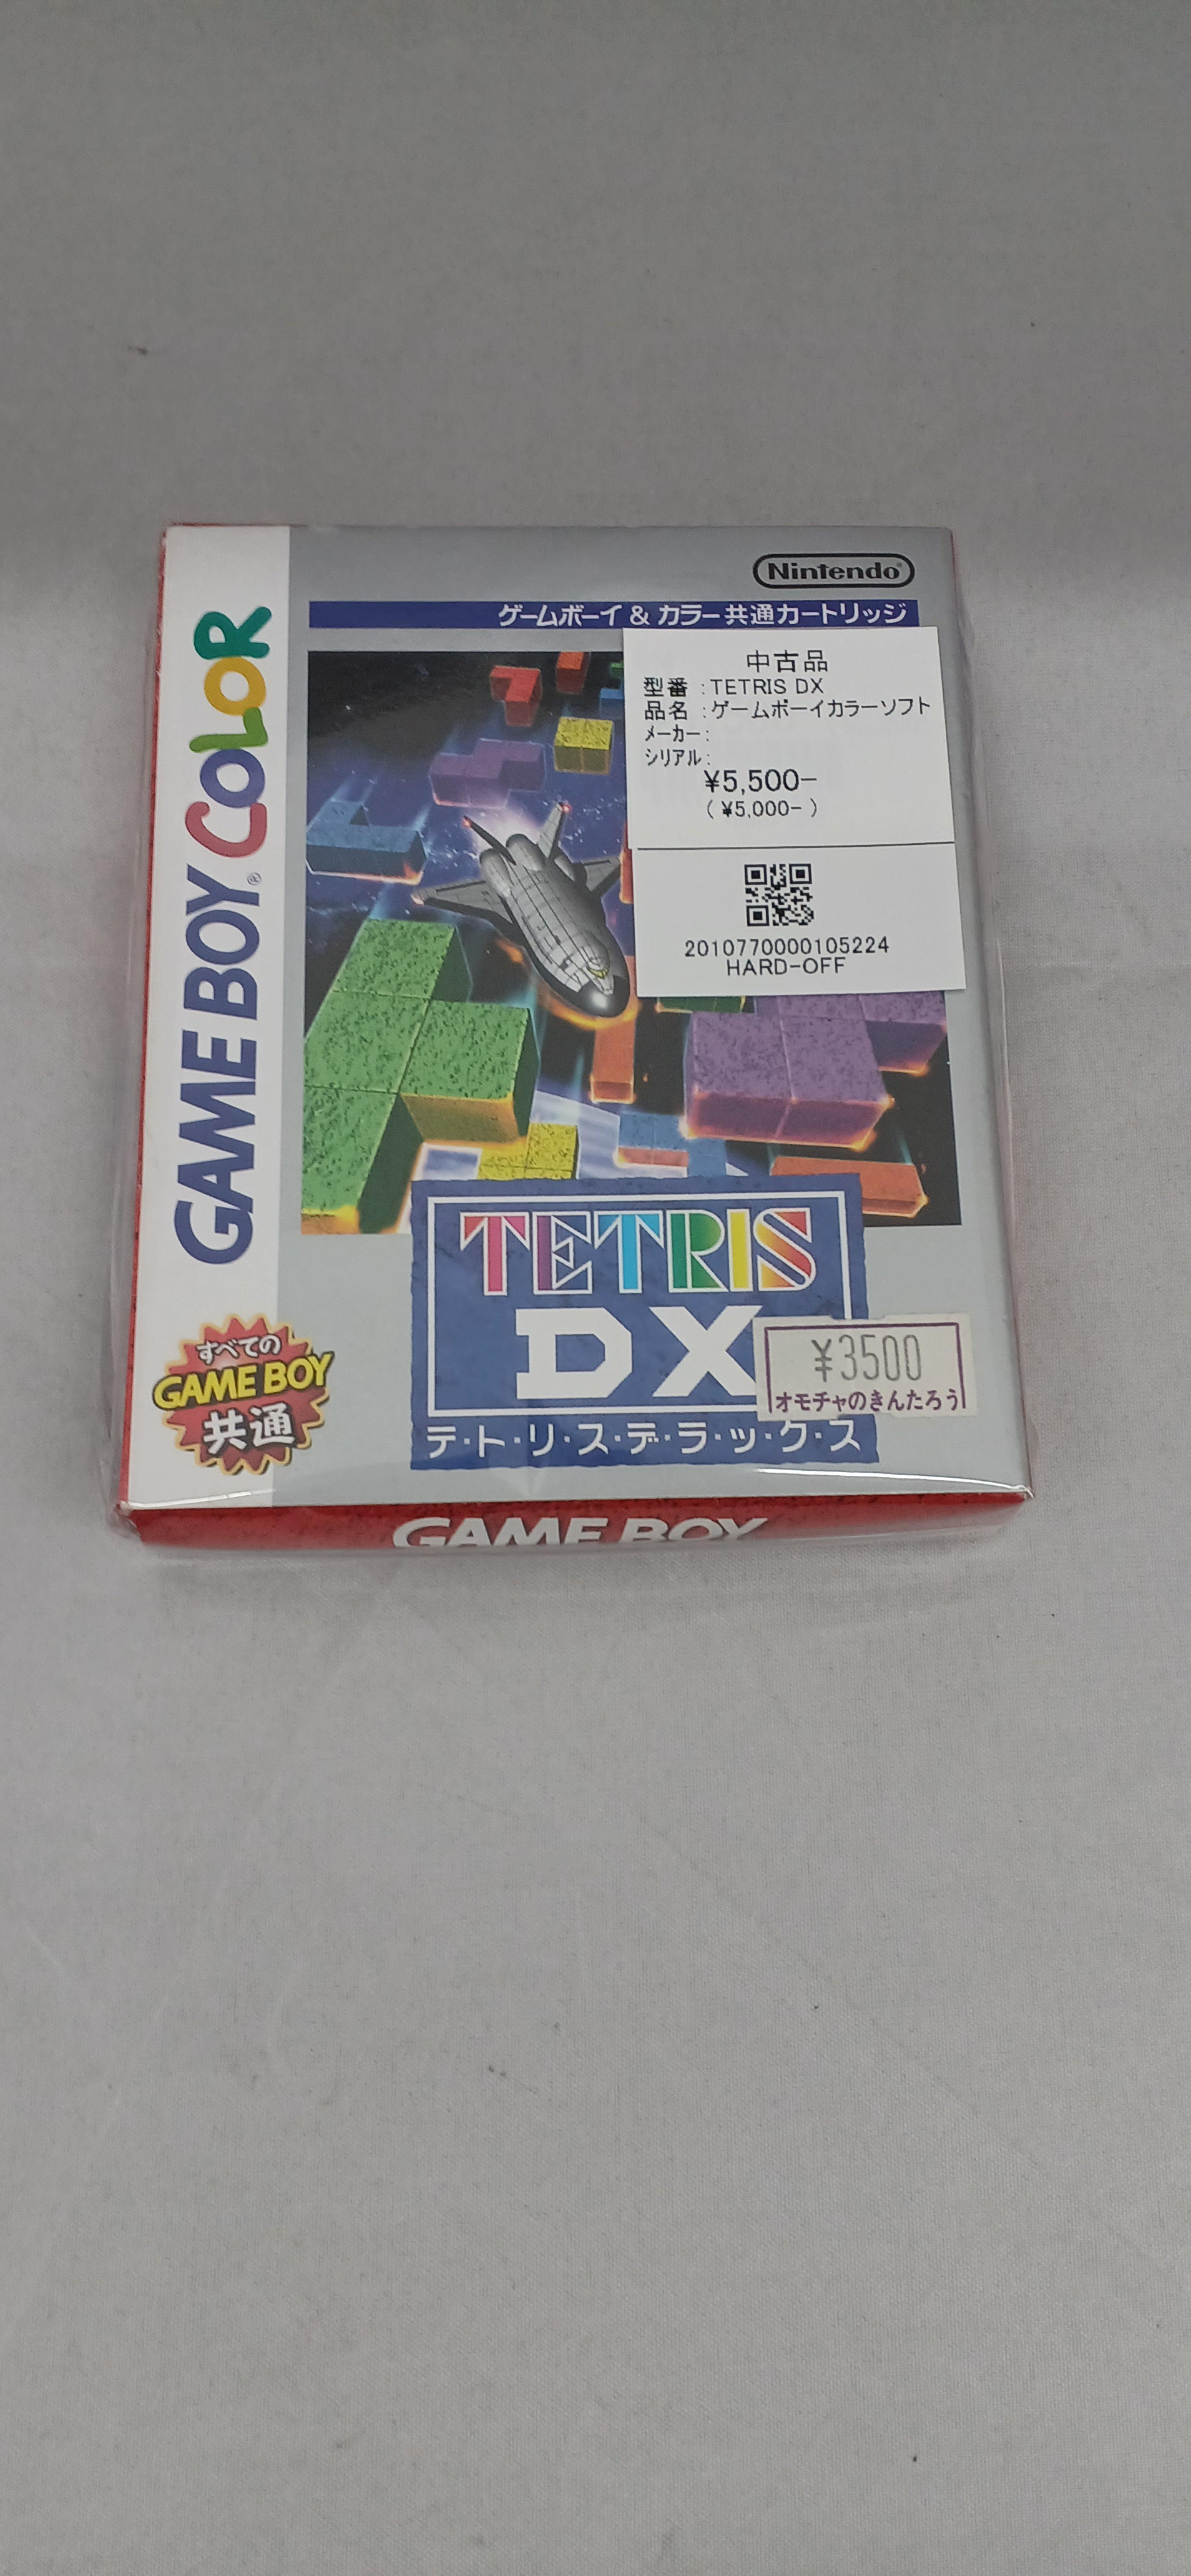 Nintendo
ゲームボーイ & カラー共通カートリッジ
GAME BOY® COLOR
中古品
型番 :TETRIS DX
品名 :ゲームボーイカラーソフト
メーカー:
シリアル:
¥5,500-
(¥5,000-)
2010770000105224
HARD-OFF
TETRIS
DX
¥3500
オモチャのきんたろう
テ・ト・リ・ス・デ・ラ・ッ・ク・ス
すべての
GAME BOY
共通
GAME BOY